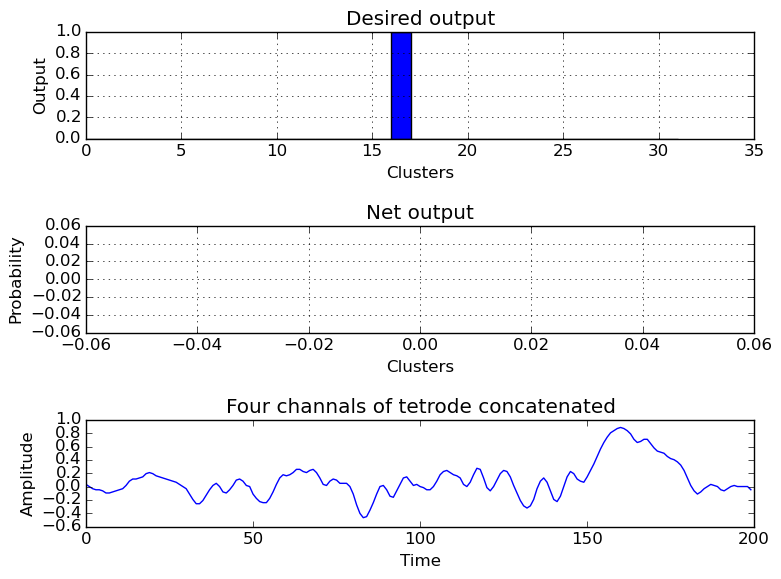 Desired output
1.0
0.8
0.6
0.4
0.2
0.0
Output
0 5 10 15 20 25 30 35
Clusters
Net output
0.06
0.04
0.02
0.00
−0.02
−0.04
−0.06
Probability
−0.06 −0.04 −0.02 0.00 0.02 0.04 0.06
Clusters
Four channels of tetrode concatenated
1.0
0.8
0.6
0.4
0.2
0.0
−0.2
−0.4
−0.6
Amplitude
0 50 100 150 200
Time